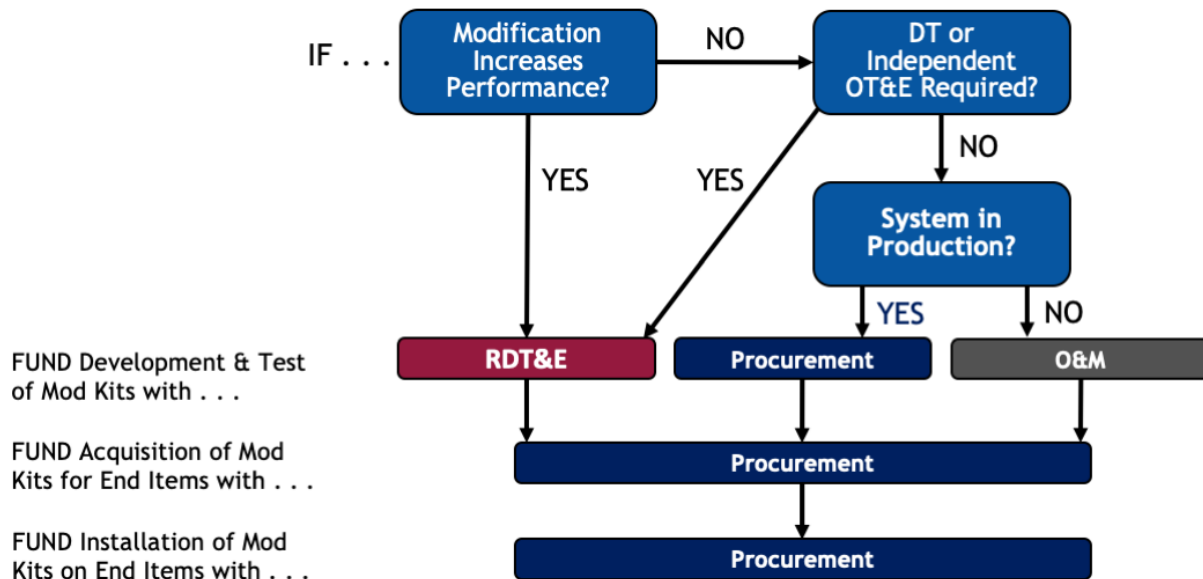 IF . . .
Modification
Increases
Performance?
NO
DT or
Independent
OT&E Required?
YES
YES
NO
System in
Production?
YES
NO
FUND Development & Test
of Mod Kits with . . .
RDT&E
Procurement
O&M
FUND Acquisition of Mod
Kits for End Items with . . .
Procurement
FUND Installation of Mod
Kits on End Items with . . .
Procurement